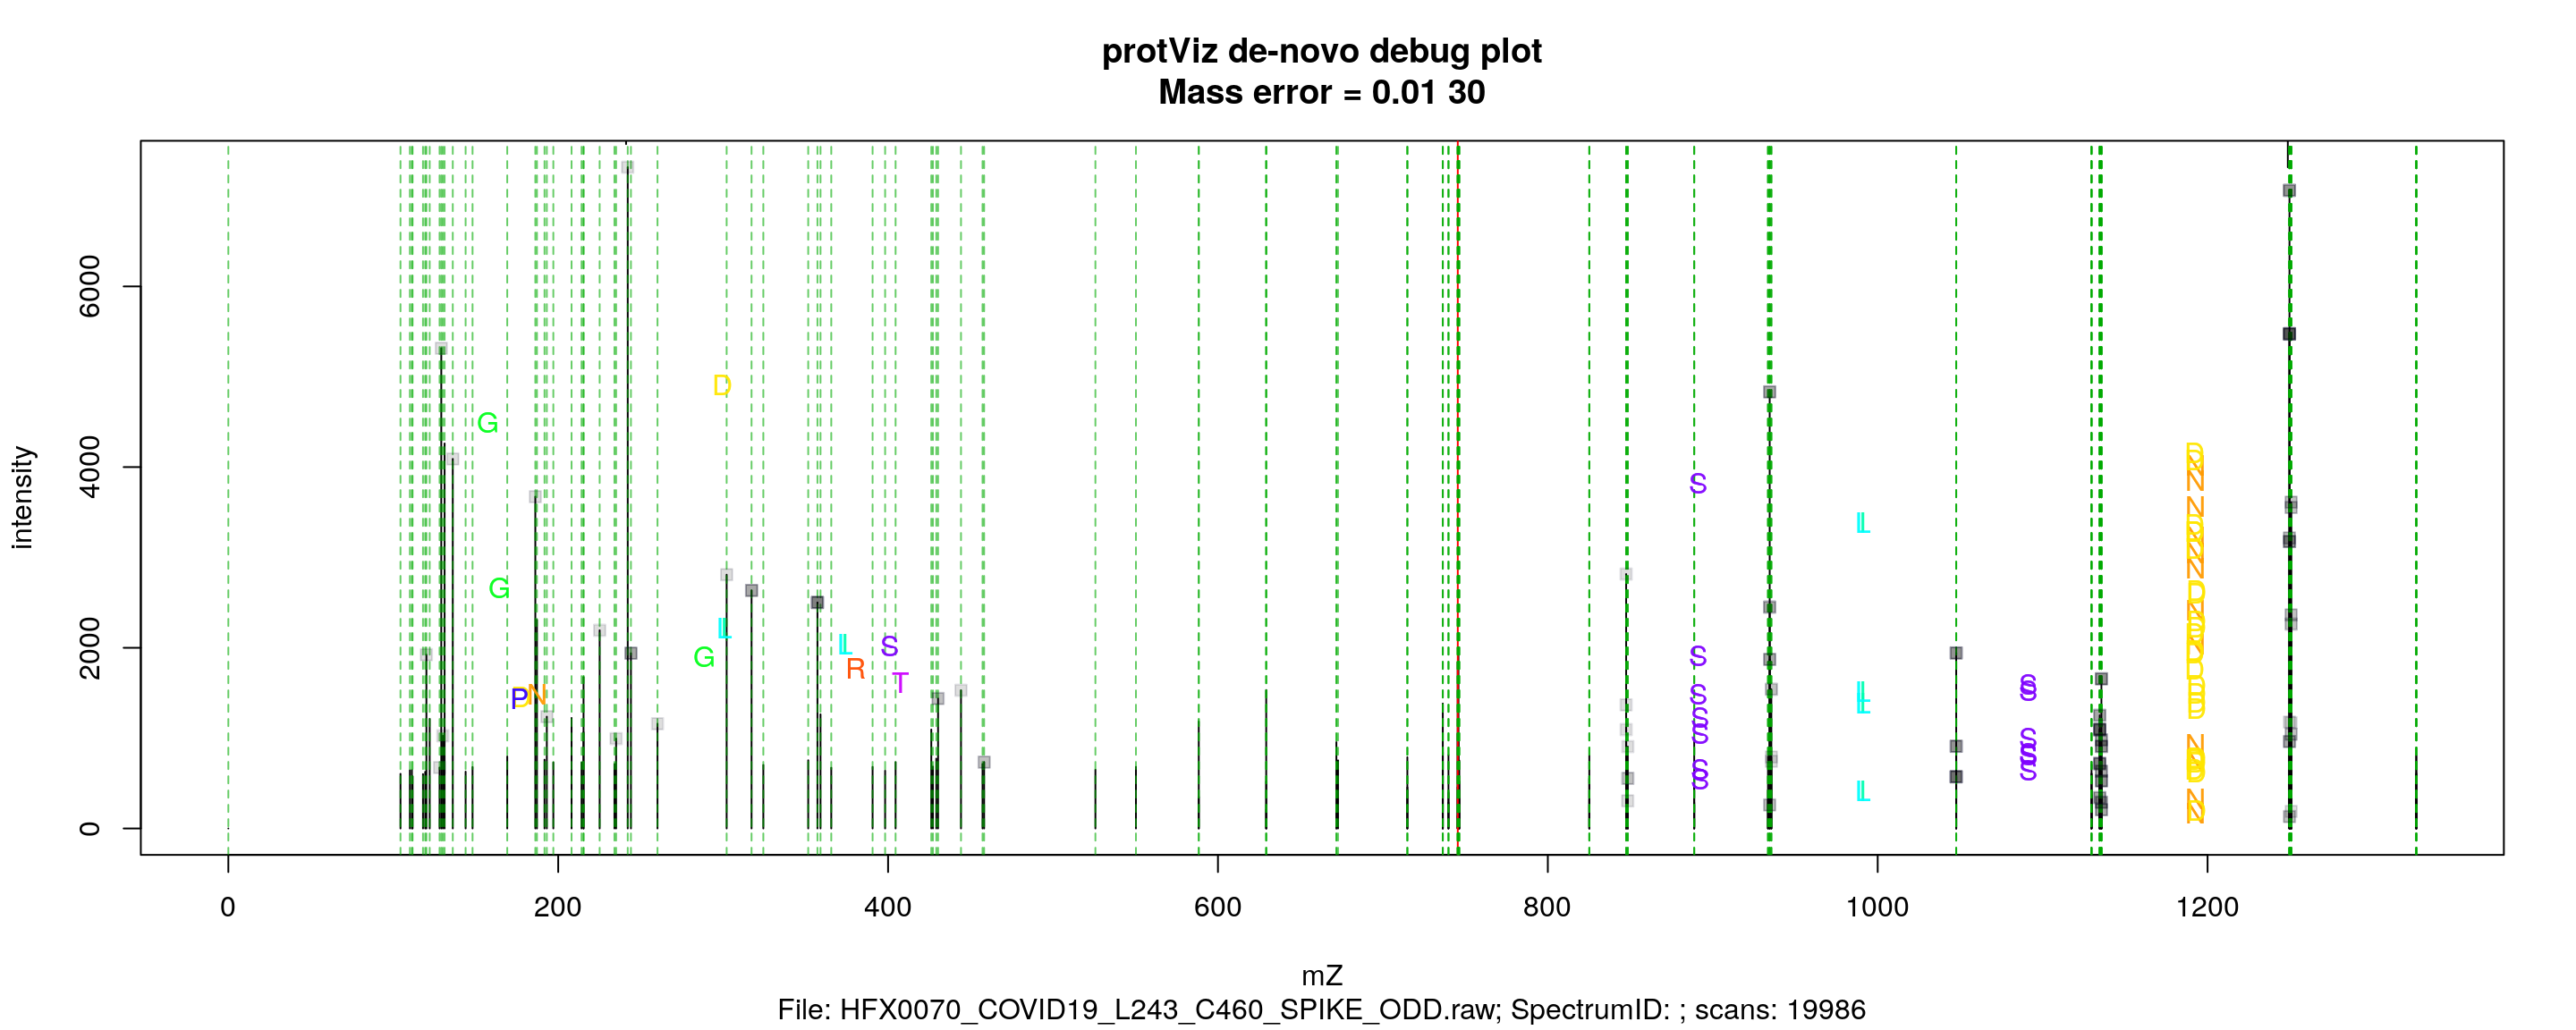 protViz de-novo debug plot
Mass error = 0.01 30
intensity
6000
4000
2000
0
D
G
G
L
G
P
N
L
S
R
T
S
S
S
S
S
S
S
L
L
L
L
S
S
S
S
S
S
D
N
N
D
N
N
D
N
D
N
D
D
D
N
D
N
D
0 200 400 600 800 1000 1200
mZ
File: HFX0070_COVID19_L243_C460_SPIKE_ODD.raw; SpectrumID: ; scans: 19986